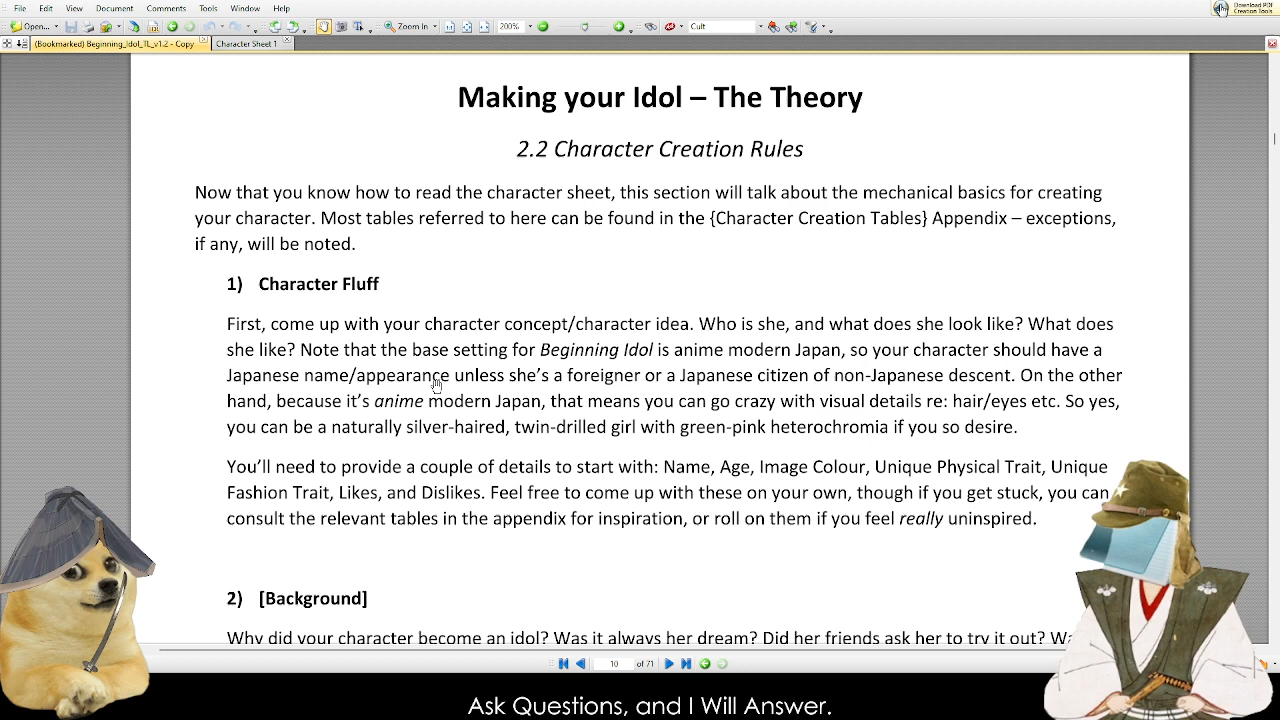 File Edit View Document Comments Tools Window Help
Download PDF
Creation Tools
Open... Zoom In 200% Cult
(Bookmarked) Beginning_Idol_TL_v1.2 - Copy Character Sheet 1
Making your Idol – The Theory
2.2 Character Creation Rules
Now that you know how to read the character sheet, this section will talk about the mechanical basics for creating
your character. Most tables referred to here can be found in the {Character Creation Tables} Appendix – exceptions,
if any, will be noted.
1) Character Fluff
First, come up with your character concept/character idea. Who is she, and what does she look like? What does
she like? Note that the base setting for Beginning Idol is anime modern Japan, so your character should have a
Japanese name/appearance unless she's a foreigner or a Japanese citizen of non-Japanese descent. On the other
hand, because it's anime modern Japan, that means you can go crazy with visual details re: hair/eyes etc. So yes,
you can be a naturally silver-haired, twin-drilled girl with green-pink heterochromia if you so desire.
You'll need to provide a couple of details to start with: Name, Age, Image Colour, Unique Physical Trait, Unique
Fashion Trait, Likes, and Dislikes. Feel free to come up with these on your own, though if you get stuck, you can
consult the relevant tables in the appendix for inspiration, or roll on them if you feel really uninspired.
2) [Background]
Why did your character become an idol? Was it always her dream? Did her friends ask her to try it out?
10 of 71
Ask Questions, and I Will Answer.